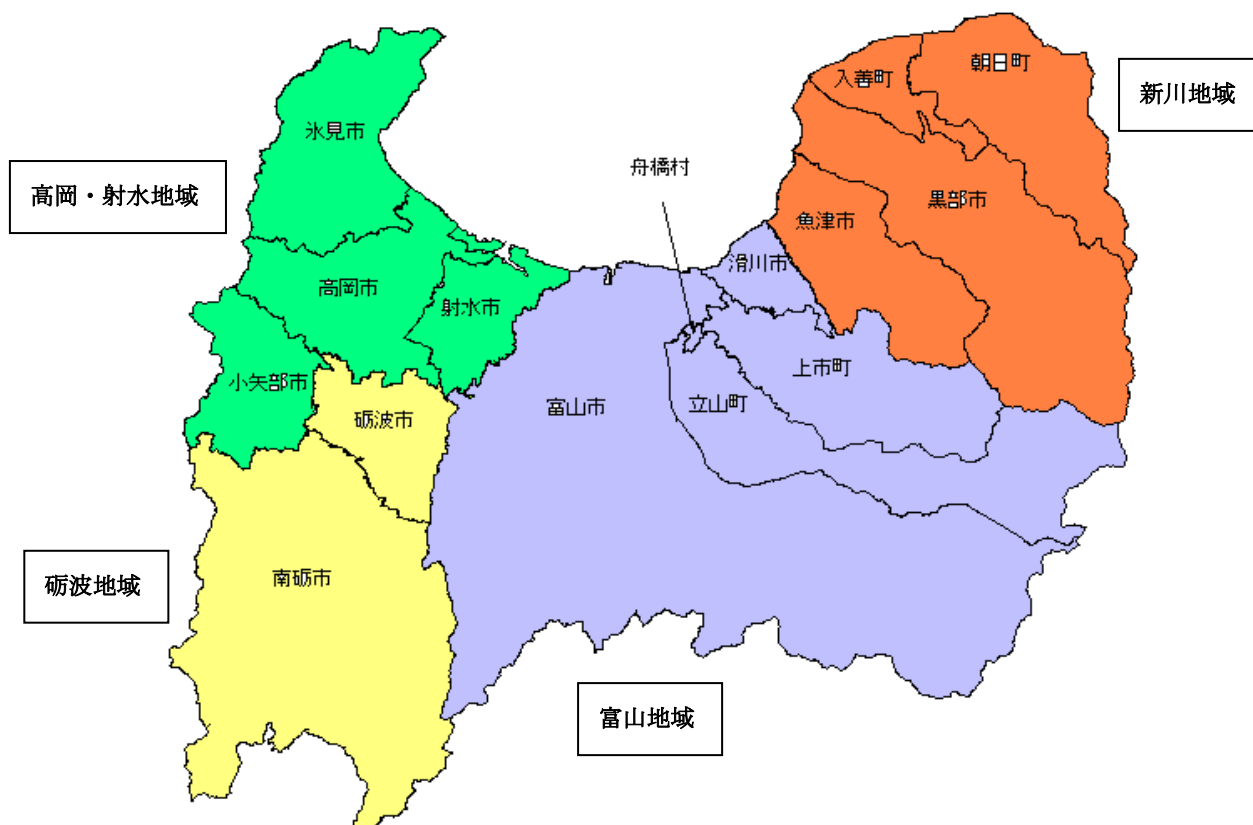 朝日町
入善町
新川地域
氷見市
舟橋村
高岡・射水地域
黒部市
魚津市
滑川市
高岡市
射水市
上市町
小矢部市
立山町
富山市
砺波市
南砺市
砺波地域
富山地域